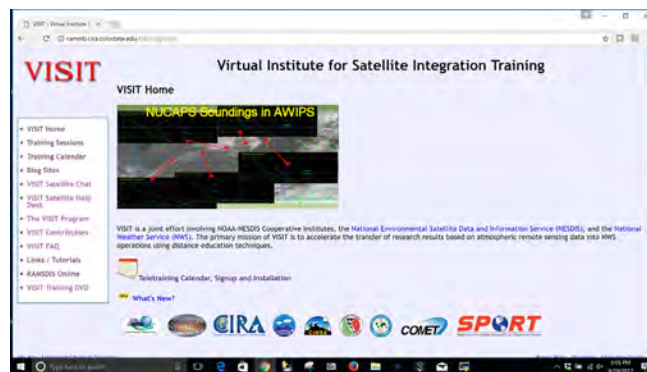 VISIT : Virtual Institute f
rammb.cira.colostate.edu/training/visit/
VISIT
Virtual Institute for Satellite Integration Training
VISIT Home
NUCAPS Soundings in AWIPS
VISIT Home
Training Sessions
Training Calendar
Blog Sites
VISIT Satellite Chat
VISIT Satellite Help
Desk
The VISIT Program
VISIT Contributors
VISIT FAQ
Links / Tutorials
RAMSDIS Online
VISIT Training DVD
VISIT is a joint effort involving NOAA-NESDIS Cooperative Institutes, the National Environmental Satellite Data and Information Service (NESDIS), and the National
Weather Service (NWS). The primary mission of VISIT is to accelerate the transfer of research results based on atmospheric remote sensing data into NWS
operations using distance education techniques.
Teletraining Calendar, Signup and Installation
What's New?
CIRA
COMET
SPoRT